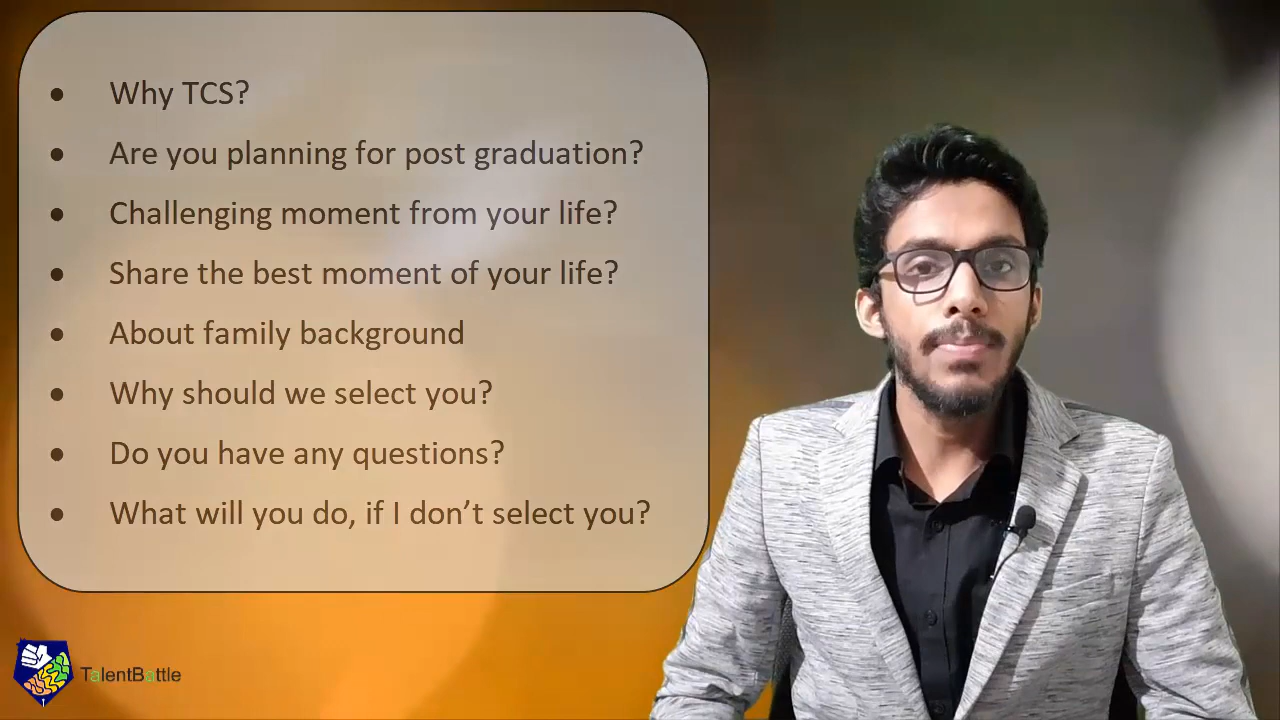 • Why TCS?
• Are you planning for post graduation?
• Challenging moment from your life?
• Share the best moment of your life?
• About family background
• Why should we select you?
• Do you have any questions?
• What will you do, if I don’t select you?
TalentBattle